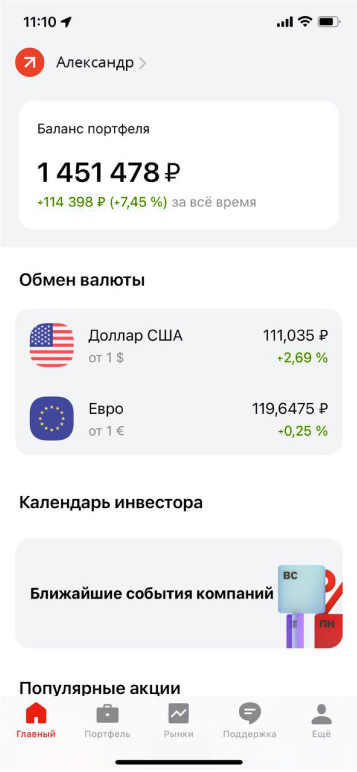 11:10
Александр
Баланс портфеля
1 451 478 ₽
+114 398 ₽ (+7,45 %) за всё время
Обмен валюты
Доллар США 111,035 ₽
от 1 $ +2,69 %
Евро 119,6475 ₽
от 1 € +0,25 %
Календарь инвестора
Ближайшие события компаний
ВС
% ПН
Популярные акции
Главный Портфель Рынки Поддержка Ещё